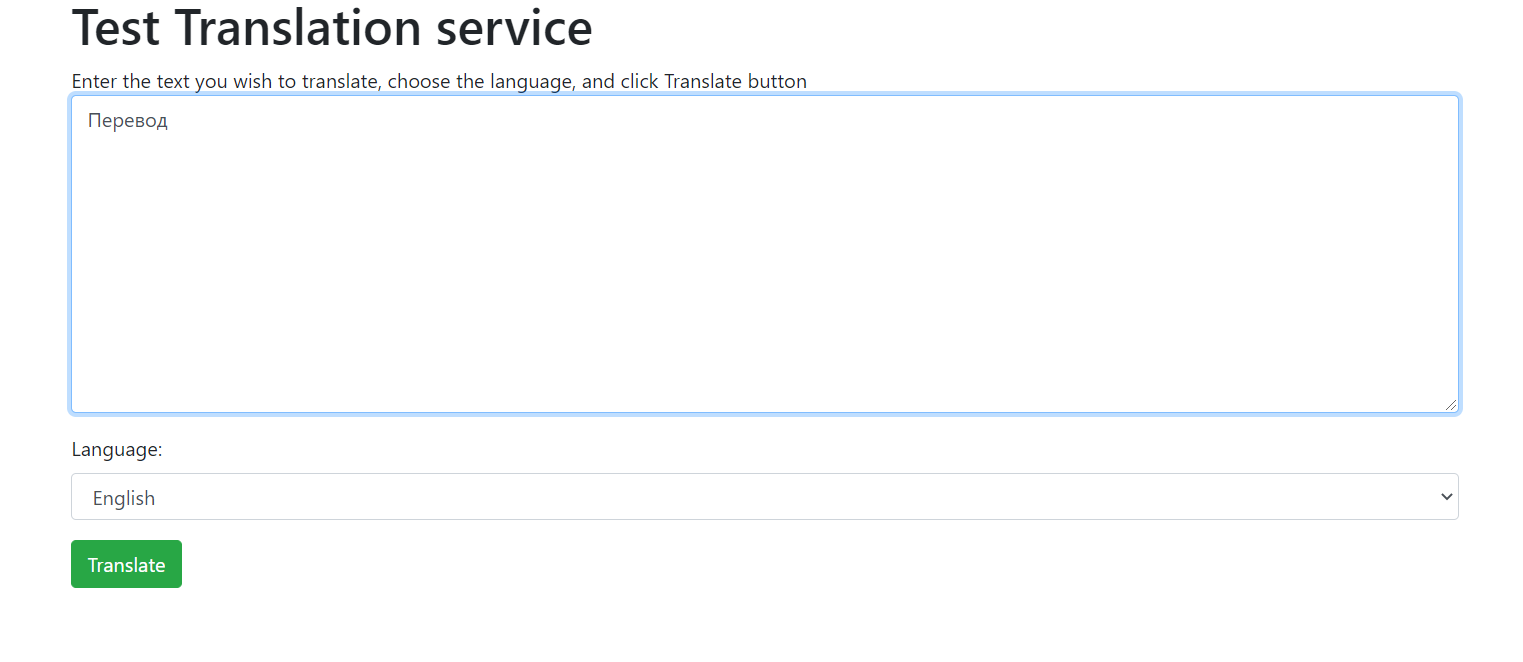 Test Translation service
Enter the text you wish to translate, choose the language, and click Translate button
Перевод
Language:
English
Translate